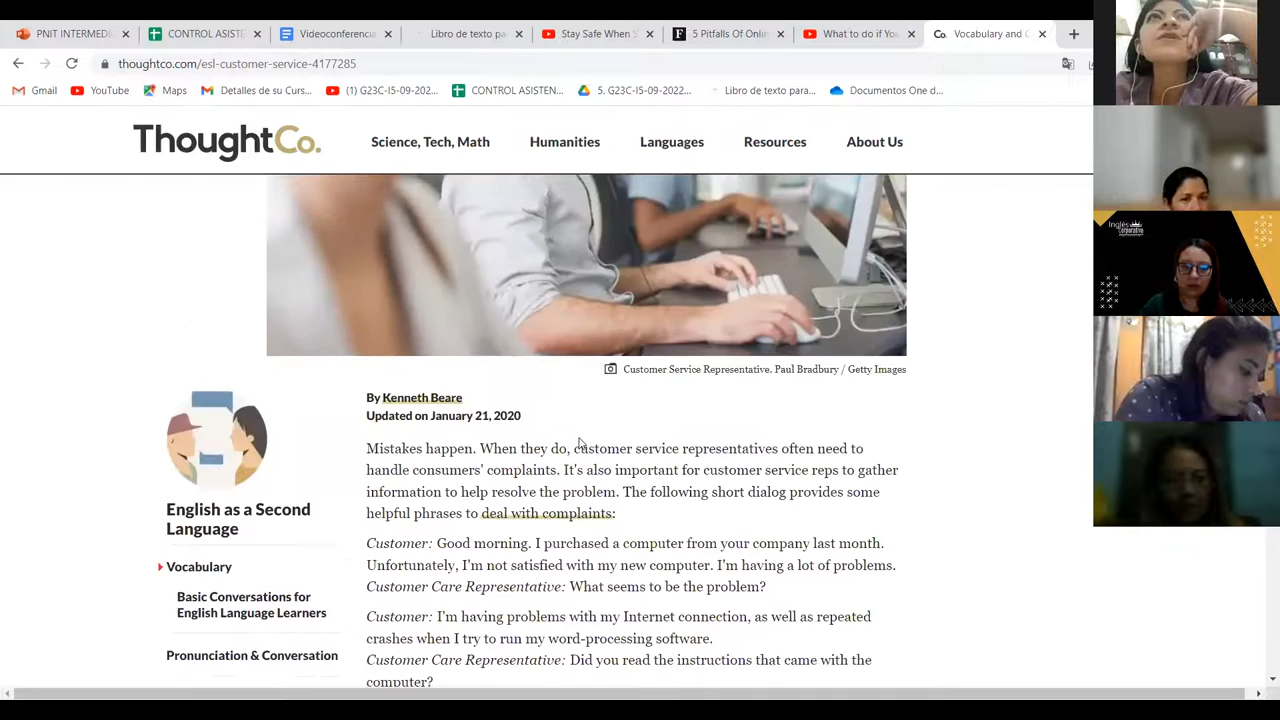 PNIT INTERMEDI
CONTROL ASISTE
Videoconferencia
Libro de texto pa
Stay Safe When S
5 Pitfalls Of Onlin
What to do if You
Co. Vocabulary and G
thoughtco.com/esl-customer-service-4177285
Gmail
YouTube
Maps
Detalles de su Curs...
(1) G23C-I5-09-202...
CONTROL ASISTEN...
5. G23C-I5-09-2022...
Libro de texto para...
Documentos One d...
ThoughtCo.
Science, Tech, Math
Humanities
Languages
Resources
About Us
Inglés
Corporativo
Customer Service Representative. Paul Bradbury / Getty Images
By Kenneth Beare
Updated on January 21, 2020
Mistakes happen. When they do, customer service representatives often need to
handle consumers' complaints. It's also important for customer service reps to gather
information to help resolve the problem. The following short dialog provides some
helpful phrases to deal with complaints:
Customer: Good morning. I purchased a computer from your company last month.
Unfortunately, I'm not satisfied with my new computer. I'm having a lot of problems.
Customer Care Representative: What seems to be the problem?
Customer: I'm having problems with my Internet connection, as well as repeated
crashes when I try to run my word-processing software.
Customer Care Representative: Did you read the instructions that came with the
computer?
English as a Second
Language
Vocabulary
Basic Conversations for
English Language Learners
Pronunciation & Conversation